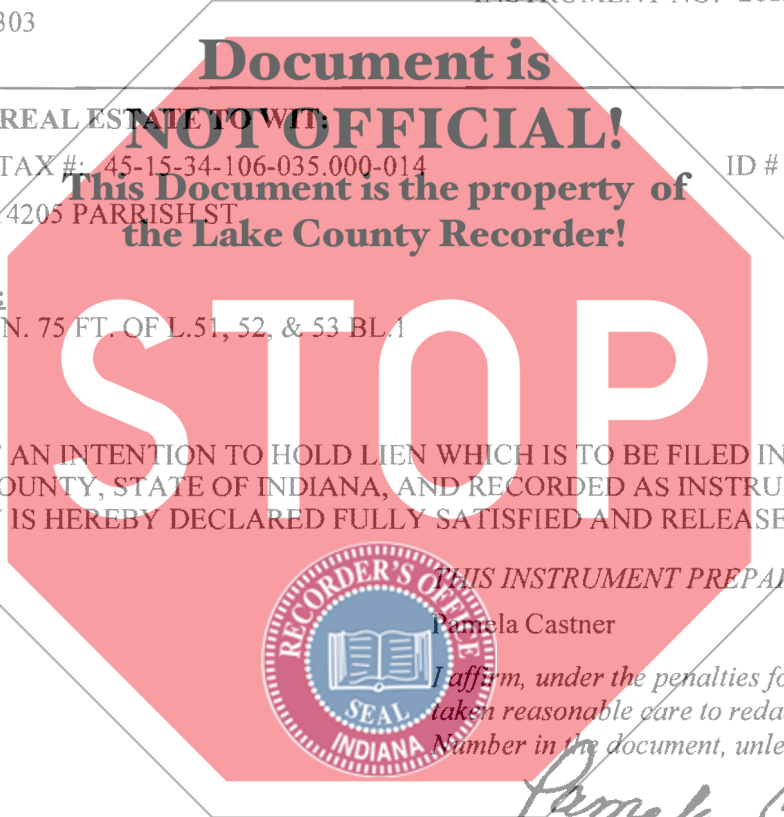 303
INSTRUMENT NO.
Document is
REAL ESTATE TO WIT:
NOT OFFICIAL!
TAX #: 45-15-34-106-035.000-014 ID #
This Document is the property of
4205 PARRISH ST
the Lake County Recorder!
N. 75 FT. OF L.51, 52, & 53 BL.1
STOP
AN INTENTION TO HOLD LIEN WHICH IS TO BE FILED IN
OUNTY, STATE OF INDIANA, AND RECORDED AS INSTRU
IS HEREBY DECLARED FULLY SATISFIED AND RELEASE
RECORDER'S OFFICE
SEAL
INDIANA
THIS INSTRUMENT PREPA
Pamela Castner
I affirm, under the penalties fo
taken reasonable care to reda
Number in the document, unle
Pamela